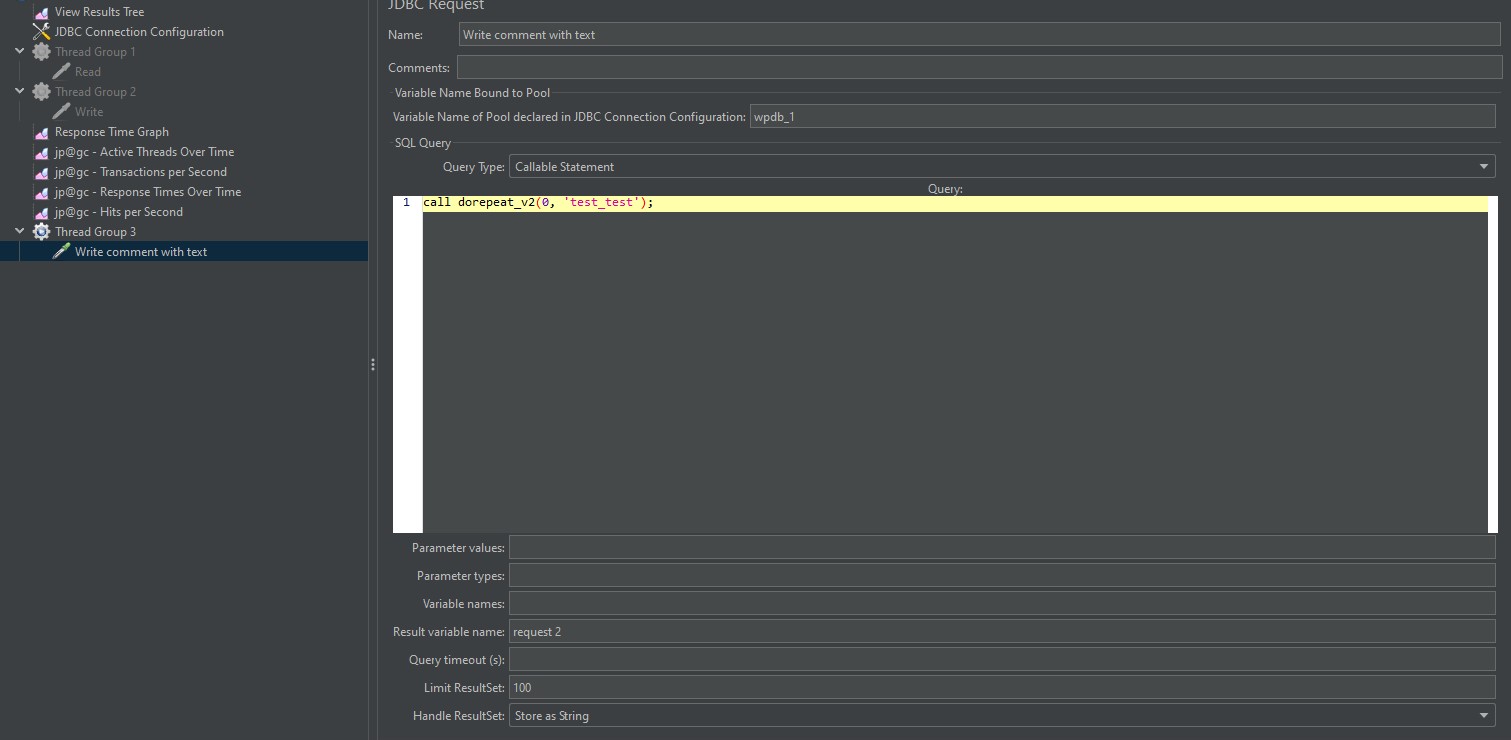 View Results Tree
JDBC Connection Configuration
Thread Group 1
Read
Thread Group 2
Write
Response Time Graph
jp@gc - Active Threads Over Time
jp@gc - Transactions per Second
jp@gc - Response Times Over Time
jp@gc - Hits per Second
Thread Group 3
Write comment with text
JDBC Request
Name: Write comment with text
Comments:
Variable Name Bound to Pool
Variable Name of Pool declared in JDBC Connection Configuration: wpdb_1
SQL Query
Query Type: Callable Statement
Query:
1 call dorepeat_v2(0, 'test_test');
Parameter values:
Parameter types:
Variable names:
Result variable name: request 2
Query timeout (s):
Limit ResultSet: 100
Handle ResultSet: Store as String